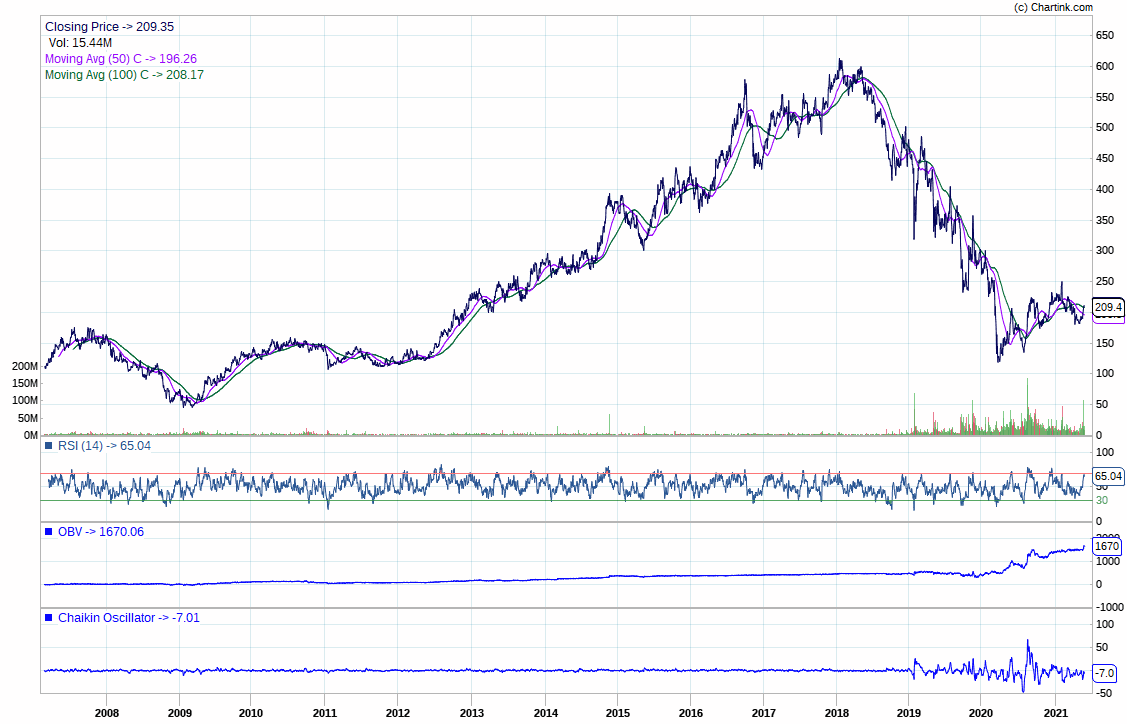 (c) Chartink.com
Closing Price -> 209.35
Vol: 15.44M
Moving Avg (50) C -> 196.26
Moving Avg (100) C -> 208.17
650
600
550
500
450
400
350
300
250
209.4
150
100
50
0
200M
150M
100M
50M
0M
RSI (14) -> 65.04
100
65.04
30
0
OBV -> 1670.06
1670
1000
0
-1000
Chaikin Oscillator -> -7.01
100
50
-7.0
-50
2008 2009 2010 2011 2012 2013 2014 2015 2016 2017 2018 2019 2020 2021